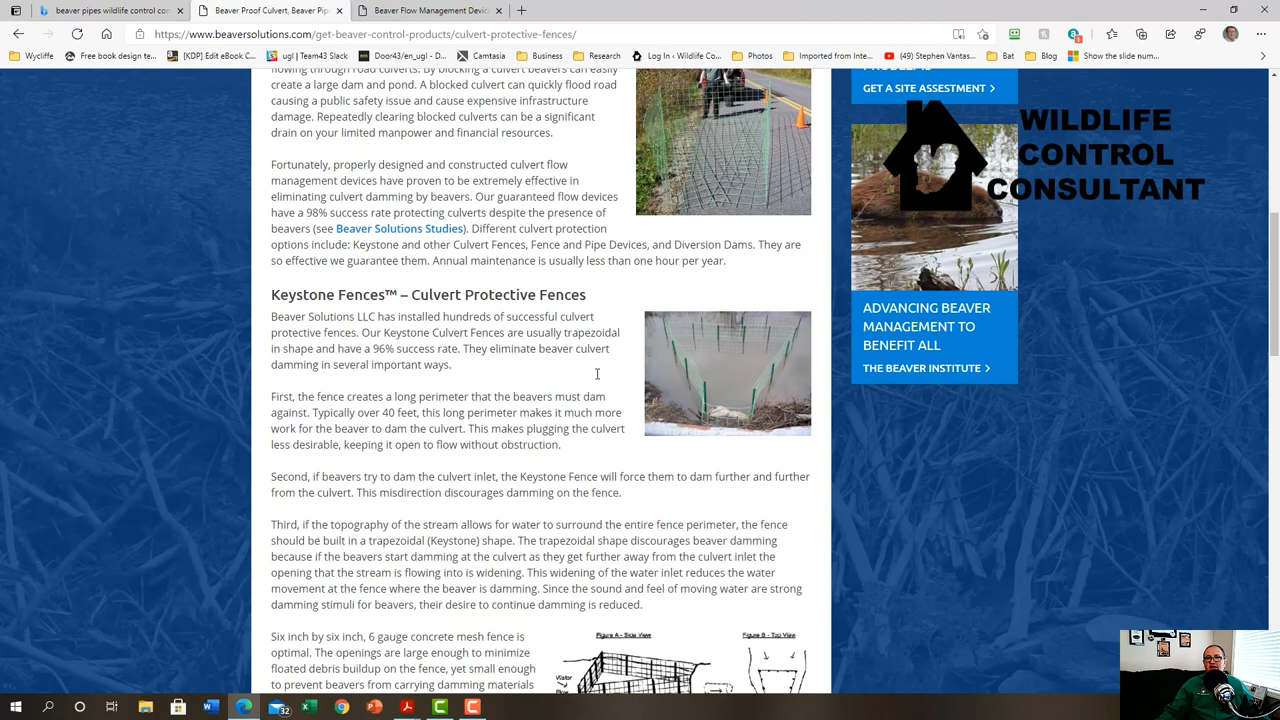 beaver pipes wildlife control con
Beaver Proof Culvert, Beaver Pip
Beaver Flow Management Devic
https://www.beaversolutions.com/get-beaver-control-products/culvert-protective-fences/
Wycliffe
Free book design te...
[KDP] Edit eBook C...
Log in ‹ Team43 Slack
Door43/en_ugl - D...
Camtasia
Business
Research
Log In ‹ Wildlife Co...
Photos
Imported from Inte...
(49) Stephen Vantas...
Bat
Blog
Show the slide num...
flowing through road culverts. By blocking a culvert beavers can easily
create a large dam and pond. A blocked culvert can quickly flood road
causing a public safety issue and cause expensive infrastructure
damage. Repeatedly clearing blocked culverts can be a significant
drain on your limited manpower and financial resources.
Fortunately, properly designed and constructed culvert flow
management devices have proven to be extremely effective in
eliminating culvert damming by beavers. Our guaranteed flow devices
have a 98% success rate protecting culverts despite the presence of
beavers (see Beaver Solutions Studies). Different culvert protection
options include: Keystone and other Culvert Fences, Fence and Pipe Devices, and Diversion Dams. They are
so effective we guarantee them. Annual maintenance is usually less than one hour per year.
Keystone Fences™ – Culvert Protective Fences
Beaver Solutions LLC has installed hundreds of successful culvert
protective fences. Our Keystone Culvert Fences are usually trapezoidal
in shape and have a 96% success rate. They eliminate beaver culvert
damming in several important ways.
First, the fence creates a long perimeter that the beavers must dam
against. Typically over 40 feet, this long perimeter makes it much more
work for the beaver to dam the culvert. This makes plugging the culvert
less desirable, keeping it open to flow without obstruction.
Second, if beavers try to dam the culvert inlet, the Keystone Fence will force them to dam further and further
from the culvert. This misdirection discourages damming on the fence.
Third, if the topography of the stream allows for water to surround the entire fence perimeter, the fence
should be built in a trapezoidal (Keystone) shape. The trapezoidal shape discourages beaver damming
because if the beavers start damming at the culvert as they get further away from the culvert inlet the
opening that the stream is flowing into is widening. This widening of the water inlet reduces the water
movement at the fence where the beaver is damming. Since the sound and feel of moving water are strong
damming stimuli for beavers, their desire to continue damming is reduced.
Six inch by six inch, 6 gauge concrete mesh fence is
optimal. The openings are large enough to minimize
floated debris buildup on the fence, yet small enough
to prevent beavers from carrying damming materials
Figure A - Side View
Figure B - Top View
Water
GET A SITE ASSESTMENT
WILDLIFE
CONTROL
CONSULTANT
ADVANCING BEAVER
MANAGEMENT TO
BENEFIT ALL
THE BEAVER INSTITUTE
32